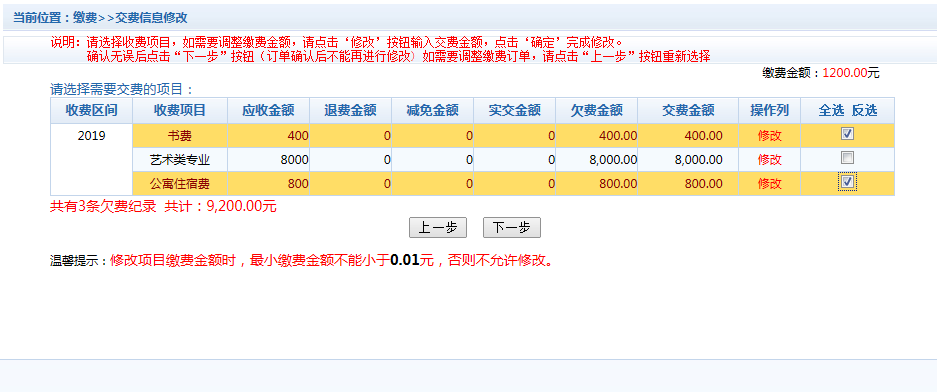 当前位置：缴费>>交费信息修改
说明：请选择收费项目，如需要调整缴费金额，请点击‘修改’按钮输入交费金额，点击‘确定’完成修改。
确认无误后点击“下一步”按钮（订单确认后不能再进行修改）如需要调整缴费订单，请点击“上一步”按钮重新选择
缴费金额：1200.00元
请选择需要交费的项目：
收费区间 收费项目 应收金额 退费金额 减免金额 实交金额 欠费金额 交费金额 操作列 全选 反选
2019 书费 400 0 0 0 400.00 400.00 修改
艺术类专业 8000 0 0 0 8,000.00 8,000.00 修改
公寓住宿费 800 0 0 0 800.00 800.00 修改
共有3条欠费纪录 共计：9,200.00元
上一步 下一步
温馨提示：修改项目缴费金额时，最小缴费金额不能小于0.01元，否则不允许修改。